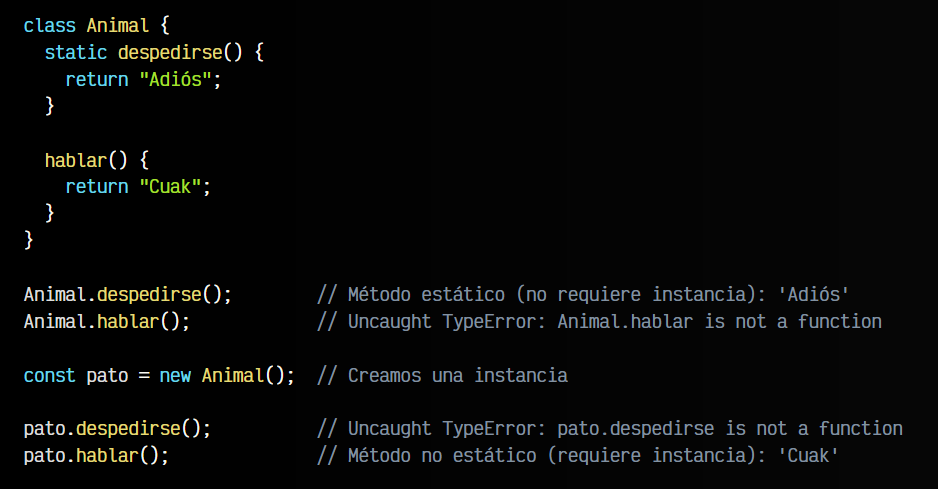 class Animal {
  static despedirse() {
    return "Adiós";
  }

  hablar() {
    return "Cuak";
  }
}

Animal.despedirse();        // Método estático (no requiere instancia): 'Adiós'
Animal.hablar();            // Uncaught TypeError: Animal.hablar is not a function

const pato = new Animal();  // Creamos una instancia

pato.despedirse();          // Uncaught TypeError: pato.despedirse is not a function
pato.hablar();              // Método no estático (requiere instancia): 'Cuak'